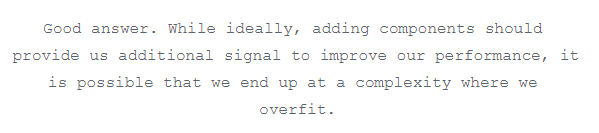 Good answer. While ideally, adding components should
provide us additional signal to improve our performance, it
is possible that we end up at a complexity where we
overfit.